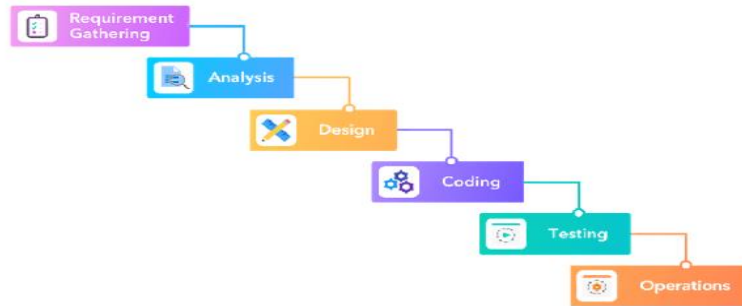 Requirement
Gathering
Analysis
Design
Coding
Testing
Operations